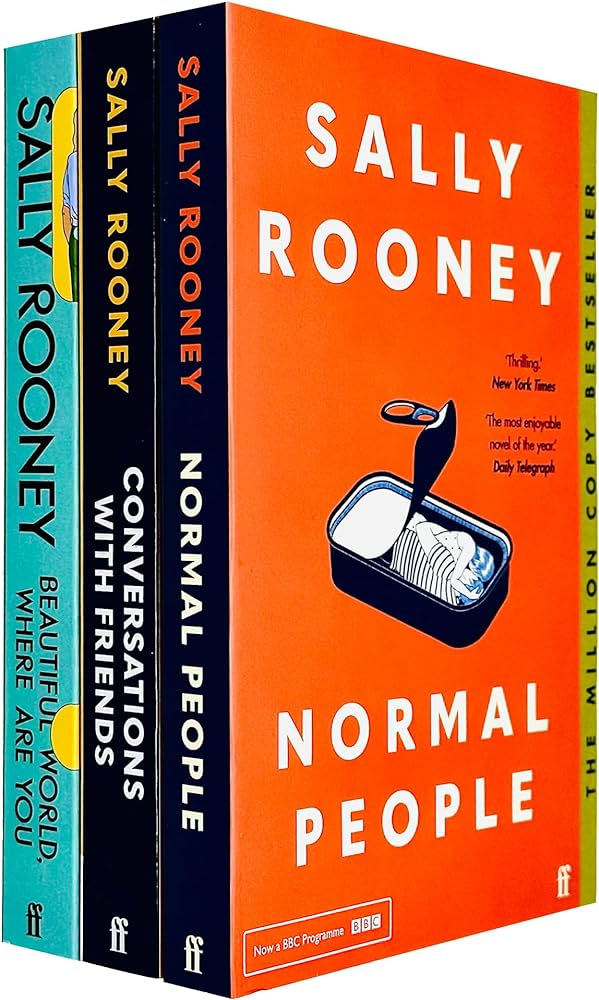 SALLY ROONEY
BEAUTIFUL WORLD,
WHERE ARE YOU
ff
SALLY ROONEY
CONVERSATIONS
WITH FRIENDS
ff
SALLY ROONEY
NORMAL PEOPLE
ff
SALLY
ROONEY
'Thrilling.'
New York Times
'The most enjoyable
novel of the year.'
Daily Telegraph
NORMAL
PEOPLE
ff
Now a BBC Programme BBC
THE MILLION COPY BESTSELLER